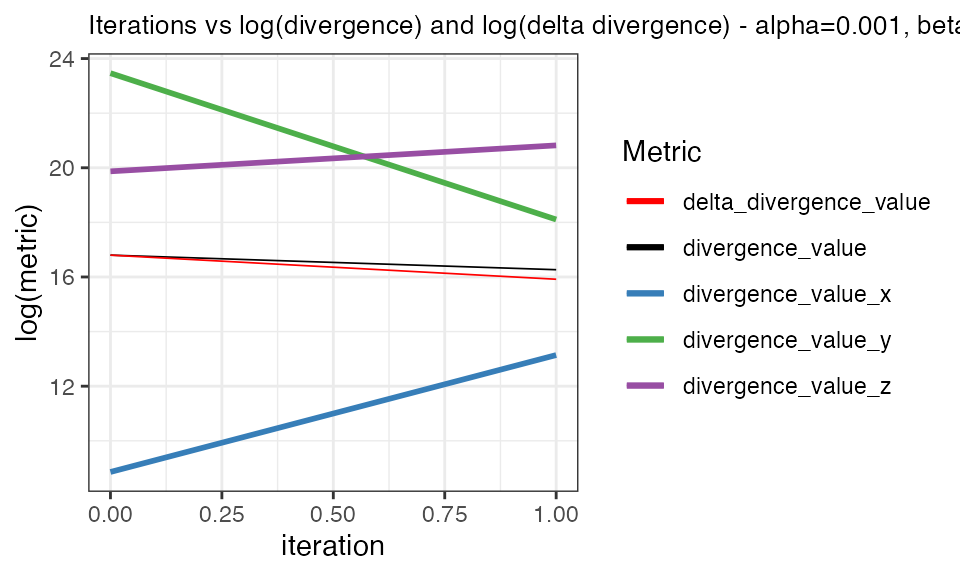 Iterations vs log(divergence) and log(delta divergence) - alpha=0.001, beta
24
20
16
12
log(metric)
0.00 0.25 0.50 0.75 1.00
iteration
Metric
delta_divergence_value
divergence_value
divergence_value_x
divergence_value_y
divergence_value_z